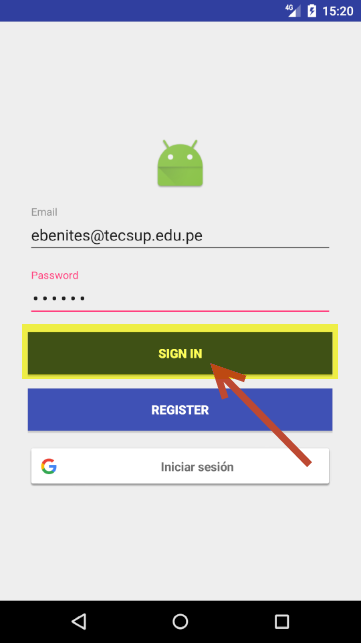 4G 15:20
Email
ebenites@tecsup.edu.pe
Password
••••••
SIGN IN
REGISTER
G Iniciar sesión